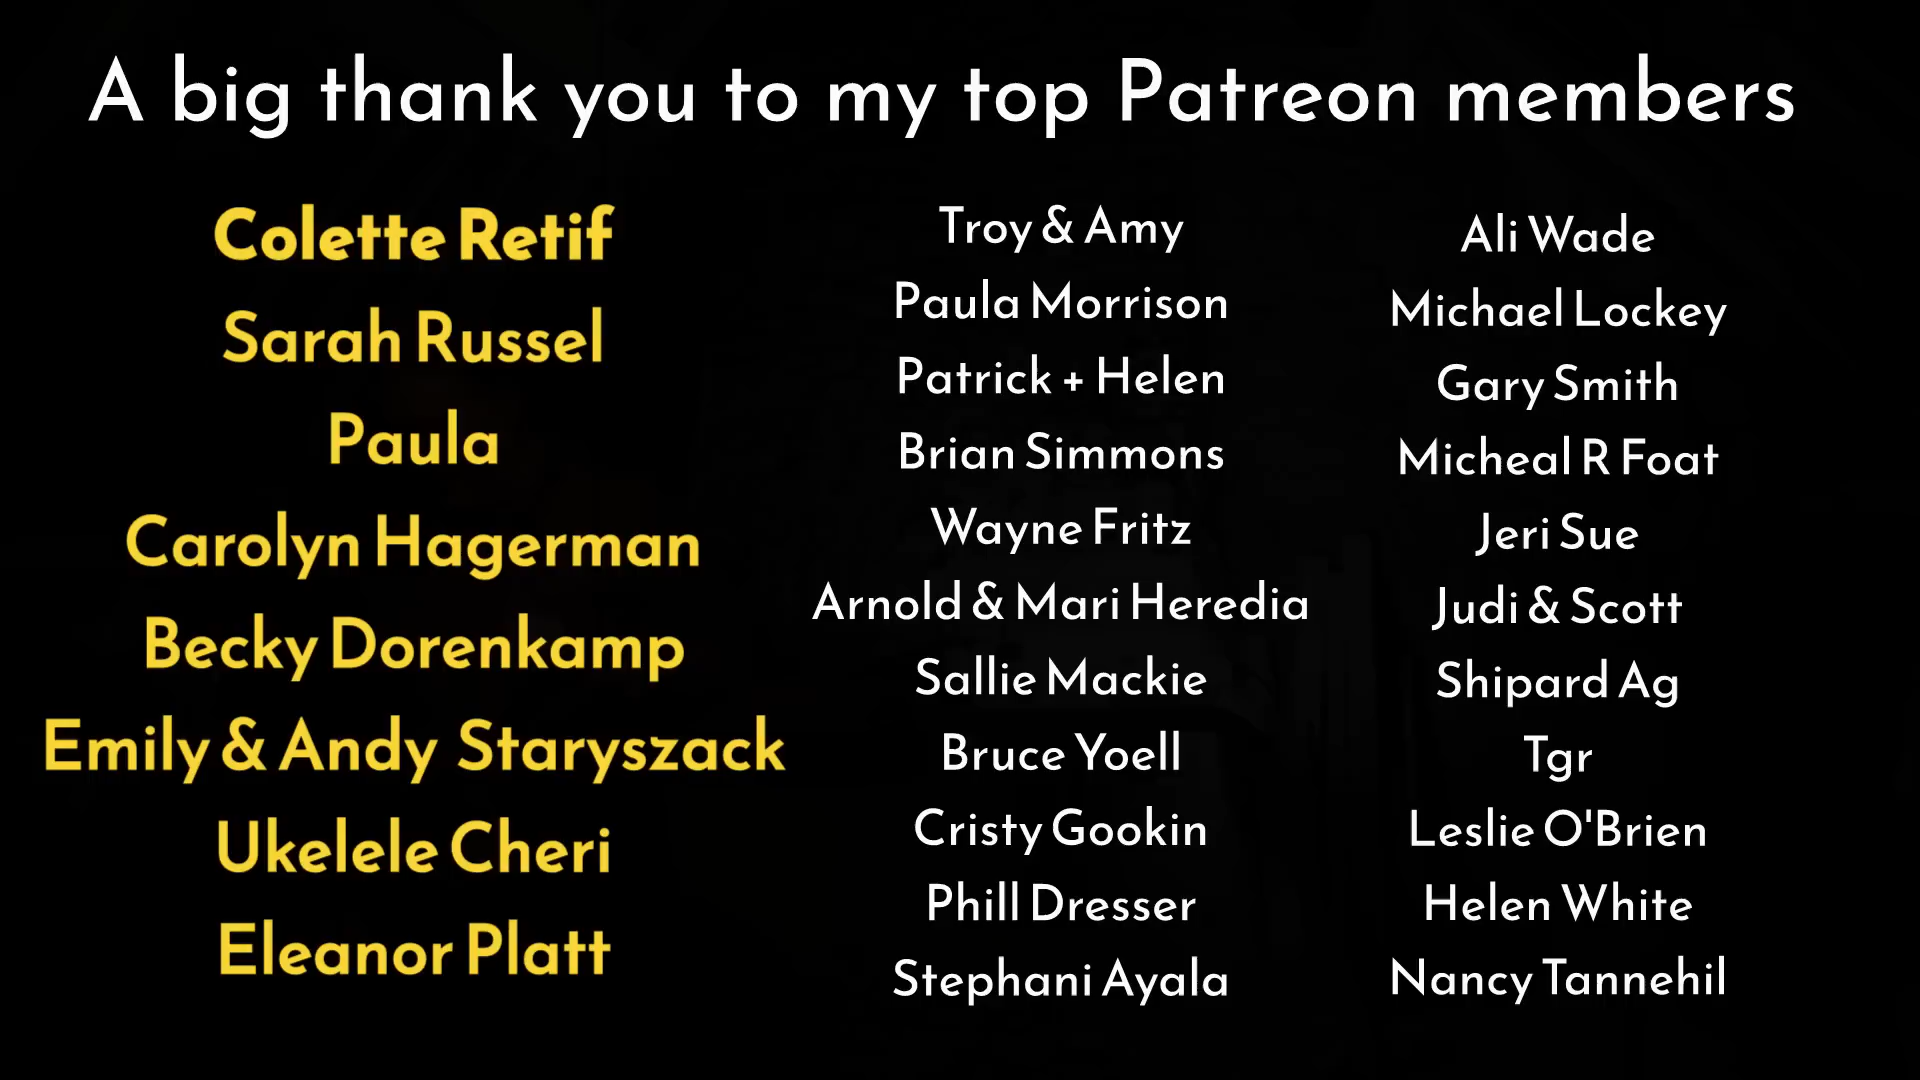 A big thank you to my top Patreon members
Colette Retif
Sarah Russel
Paula
Carolyn Hagerman
Becky Dorenkamp
Emily & Andy Staryszack
Ukelele Cheri
Eleanor Platt
Troy & Amy
Paula Morrison
Patrick + Helen
Brian Simmons
Wayne Fritz
Arnold & Mari Heredia
Sallie Mackie
Bruce Yoell
Cristy Gookin
Phill Dresser
Stephani Ayala
Ali Wade
Michael Lockey
Gary Smith
Micheal R Foat
Jeri Sue
Judi & Scott
Shipard Ag
Tgr
Leslie O'Brien
Helen White
Nancy Tannehil